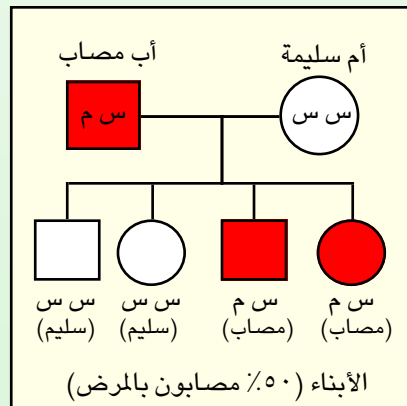 أم سليمة أب مصاب
س س س م
س م س م س س س س
(مصاب) (مصاب) (سليم) (سليم)
الأبناء (٥٠٪ مصابون بالمرض)